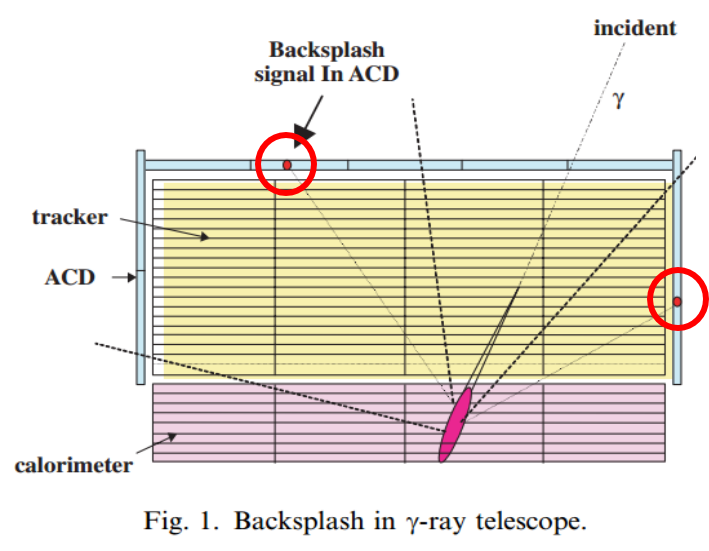 incident
Backsplash
signal In ACD
γ
tracker
ACD
calorimeter
Fig. 1. Backsplash in γ-ray telescope.